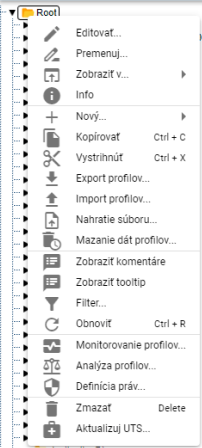 Root
Editovať...
Premenuj...
Zobraziť v...
Info
Nový...
Kopírovať Ctrl + C
Vystrihnúť Ctrl + X
Export profilov...
Import profilov...
Nahratie súboru...
Mazanie dát profilov...
Zobraziť komentáre
Zobraziť tooltip
Filter...
Obnoviť Ctrl + R
Monitorovanie profilov...
Analýza profilov...
Definícia práv...
Zmazať Delete
Aktualizuj UTS...